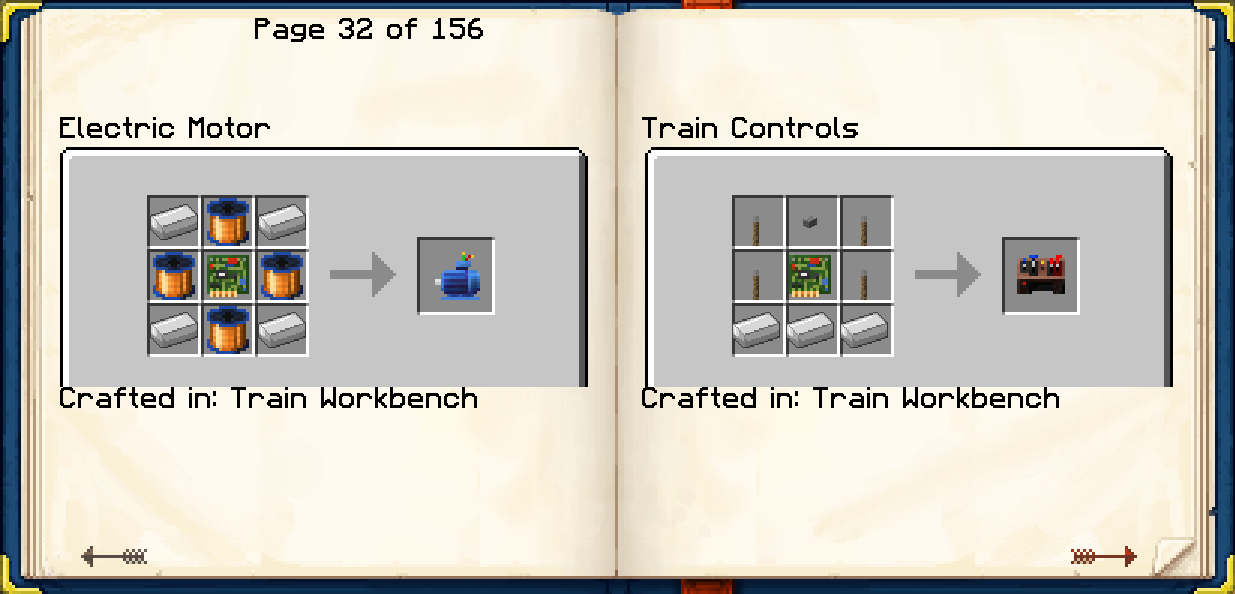 Page 32 of 156
Electric Motor
Crafted in: Train Workbench
Train Controls
Crafted in: Train Workbench